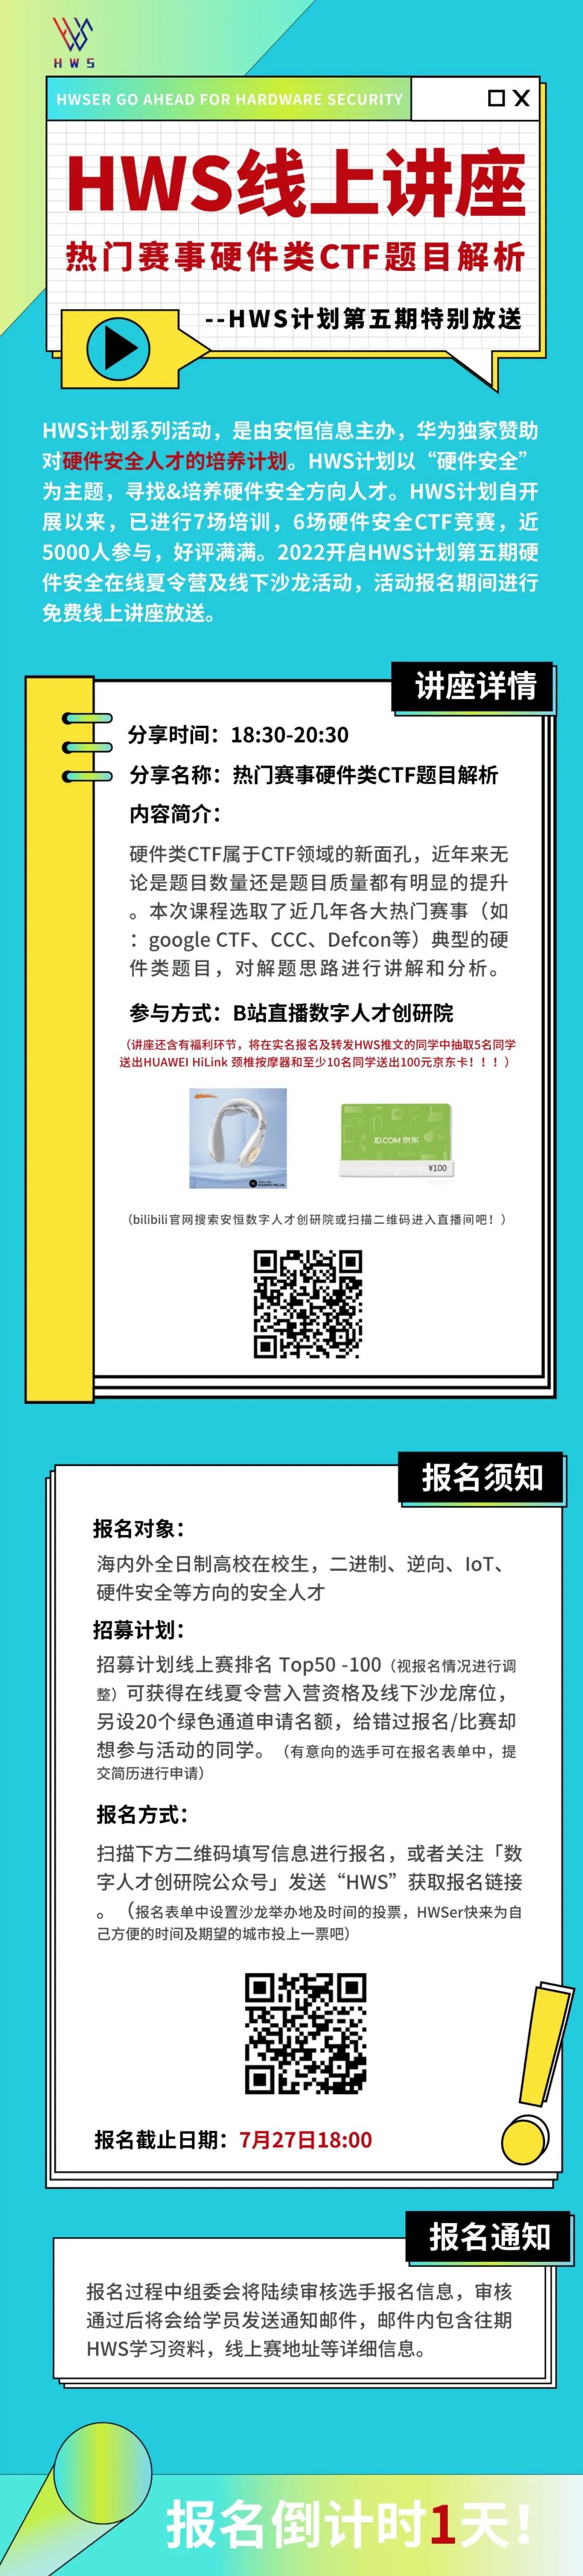 HWS
HWSER GO AHEAD FOR HARDWARE SECURITY
HWS线上讲座
热门赛事硬件类CTF题目解析
--HWS计划第五期特别放送
HWS计划系列活动，是由安恒信息主办，华为独家赞助
对硬件安全人才的培养计划。HWS计划以“硬件安全”
为主题，寻找&培养硬件安全方向人才。HWS计划自开
展以来，已进行7场培训，6场硬件安全CTF竞赛，近
5000人参与，好评满满。2022开启HWS计划第五期硬
件安全在线夏令营及线下沙龙活动，活动报名期间进行
免费线上讲座放送。
讲座详情
分享时间：18:30-20:30
分享名称：热门赛事硬件类CTF题目解析
内容简介：
硬件类CTF属于CTF领域的新面孔，近年来无
论是题目数量还是题目质量都有明显的提升
。本次课程选取了近几年各大热门赛事（如
：google CTF、CCC、Defcon等）典型的硬
件类题目，对解题思路进行讲解和分析。
参与方式：B站直播数字人才创研院
（讲座还含有福利环节，将在实名报名及转发HWS推文的同学中抽取5名同学
送出HUAWEI HiLink 颈椎按摩器和至少10名同学送出100元京东卡！！！）
JD.COM 京东
¥100
（bilibili官网搜索安恒数字人才创研院或扫描二维码进入直播间吧！）
报名须知
报名对象：
海内外全日制高校在校生，二进制、逆向、IoT、
硬件安全等方向的安全人才
招募计划：
招募计划线上赛排名 Top50 -100（视报名情况进行调
整）可获得在线夏令营入营资格及线下沙龙席位，
另设20个绿色通道申请名额，给错过报名/比赛却
想参与活动的同学。（有意向的选手可在报名表单中，提
交简历进行申请）
报名方式：
扫描下方二维码填写信息进行报名，或者关注「数
字人才创研院公众号」发送“HWS”获取报名链接
。（报名表单中设置沙龙举办地及时间的投票，HWSer快来为自
己方便的时间及期望的城市投上一票吧）
报名截止日期：7月27日18:00
报名通知
报名过程中组委会将陆续审核选手报名信息，审核
通过后将会给学员发送通知邮件，邮件内包含往期
HWS学习资料，线上赛地址等详细信息。
报名倒计时1天！